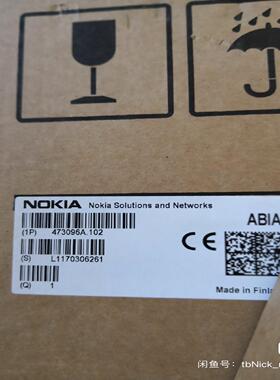 NOKIA Nokia Solutions and Networks
(1P) 473096A.102
ABIA
(S) L1170306261
CE
(Q) 1
Made in Finl
闲鱼号：tbNick_